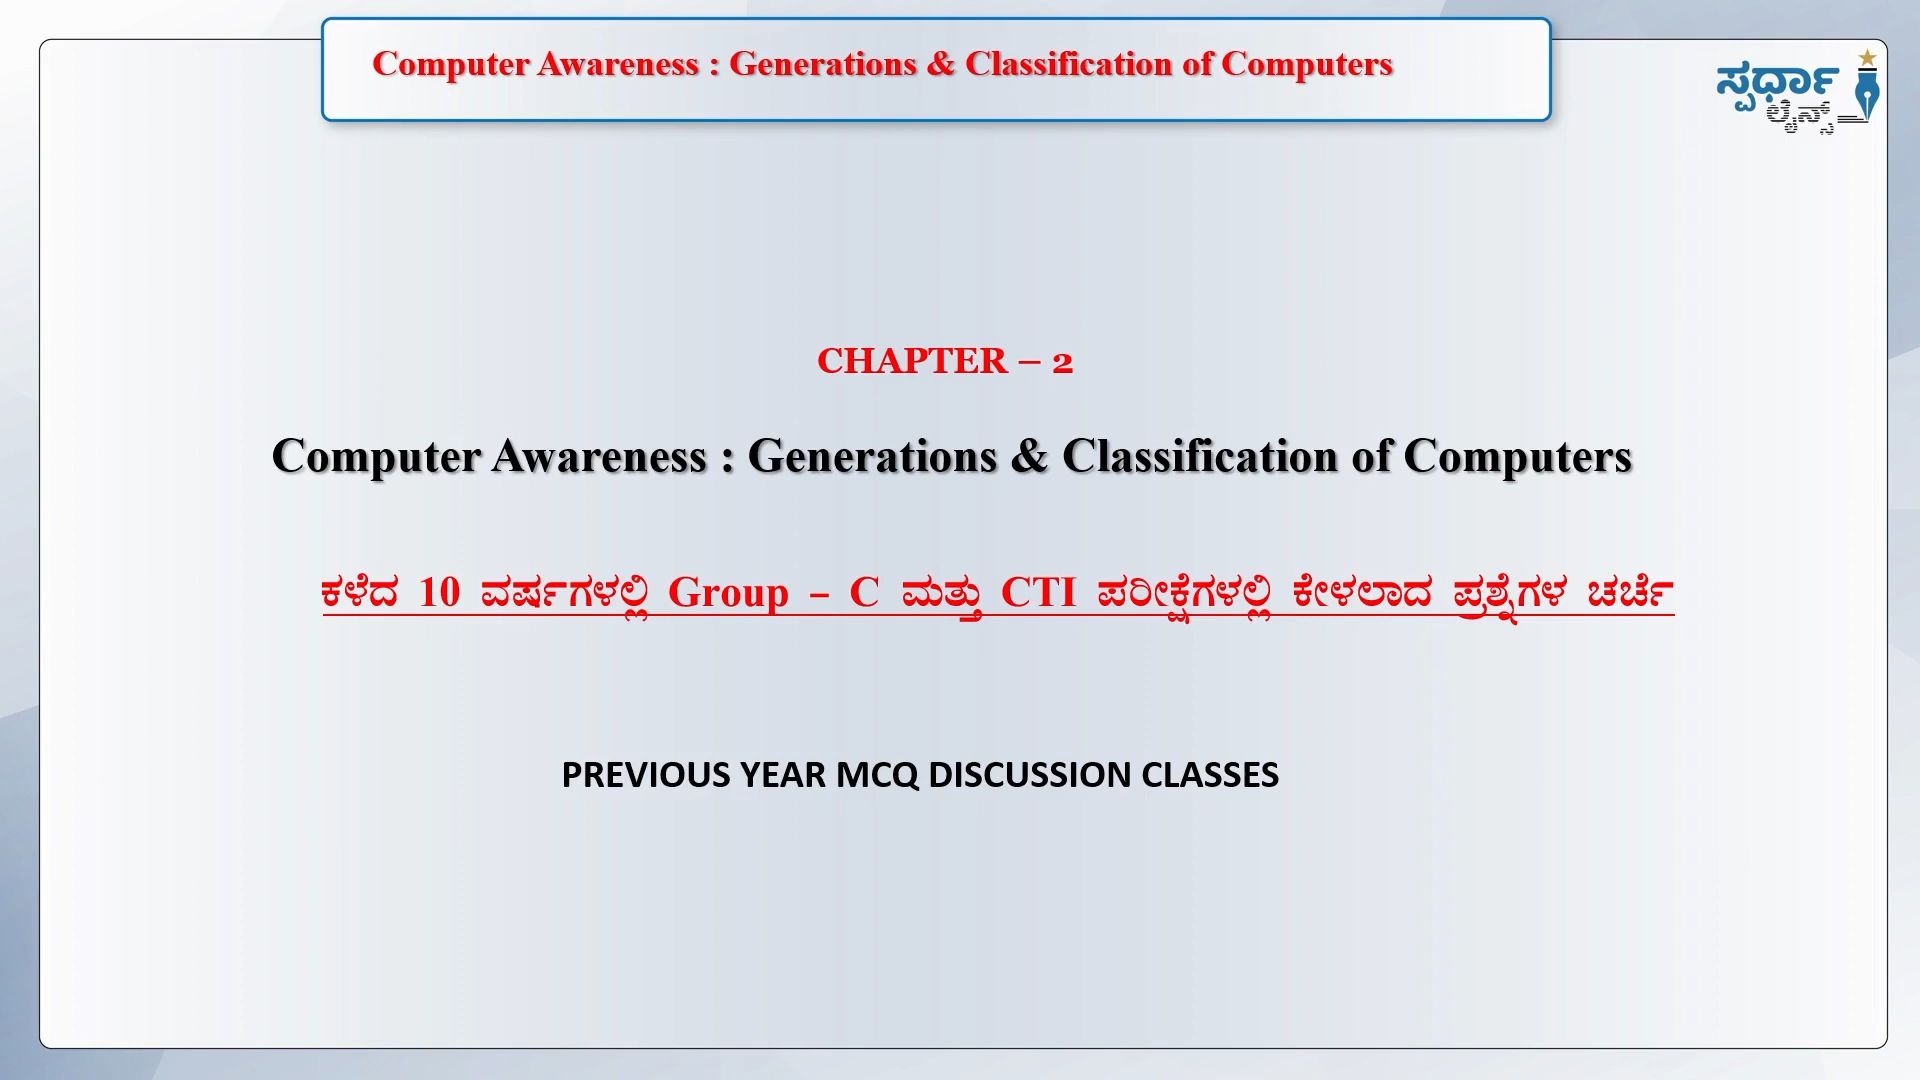 Computer Awareness : Generations & Classification of Computers
ಸ್ಪರ್ಧಾ
ಲೈನ್ಸ್
CHAPTER – 2
Computer Awareness : Generations & Classification of Computers
ಕಳೆದ 10 ವರ್ಷಗಳಲ್ಲಿ Group – C ಮತ್ತು CTI ಪರೀಕ್ಷೆಗಳಲ್ಲಿ ಕೇಳಲಾದ ಪ್ರಶ್ನೆಗಳ ಚರ್ಚೆ
PREVIOUS YEAR MCQ DISCUSSION CLASSES